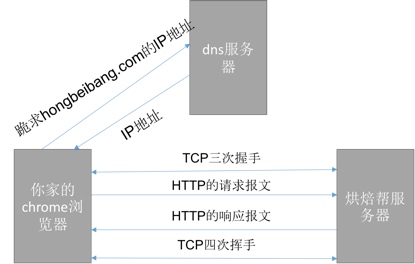 跪求hongbeibang.com的IP地址
dns服务
器
IP地址
TCP三次握手
你家的
chrome浏
览器
HTTP的请求报文
烘焙帮服
务器
HTTP的响应报文
TCP四次挥手